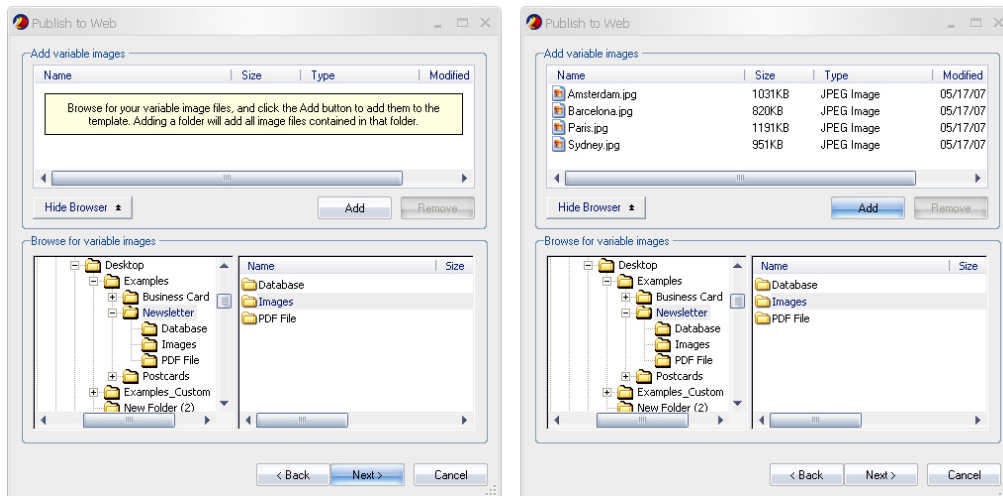 Publish to Web
Add variable images
Name Size Type Modified
Browse for your variable image files, and click the Add button to add them to the
template. Adding a folder will add all image files contained in that folder.
Hide Browser Add Remove
Browse for variable images
Desktop
Examples
Business Card
Newsletter
Database
Images
PDF File
Postcards
Examples_Custom
New Folder (2)
Name Size
Database
Images
PDF File
< Back Next > Cancel
Publish to Web
Add variable images
Name Size Type Modified
Amsterdam.jpg 1031KB JPEG Image 05/17/07
Barcelona.jpg 820KB JPEG Image 05/17/07
Paris.jpg 1191KB JPEG Image 05/17/07
Sydney.jpg 951KB JPEG Image 05/17/07
Hide Browser Add Remove
Browse for variable images
Desktop
Examples
Business Card
Newsletter
Database
Images
PDF File
Postcards
Examples_Custom
New Folder (2)
Name Size
Database
Images
PDF File
< Back Next > Cancel